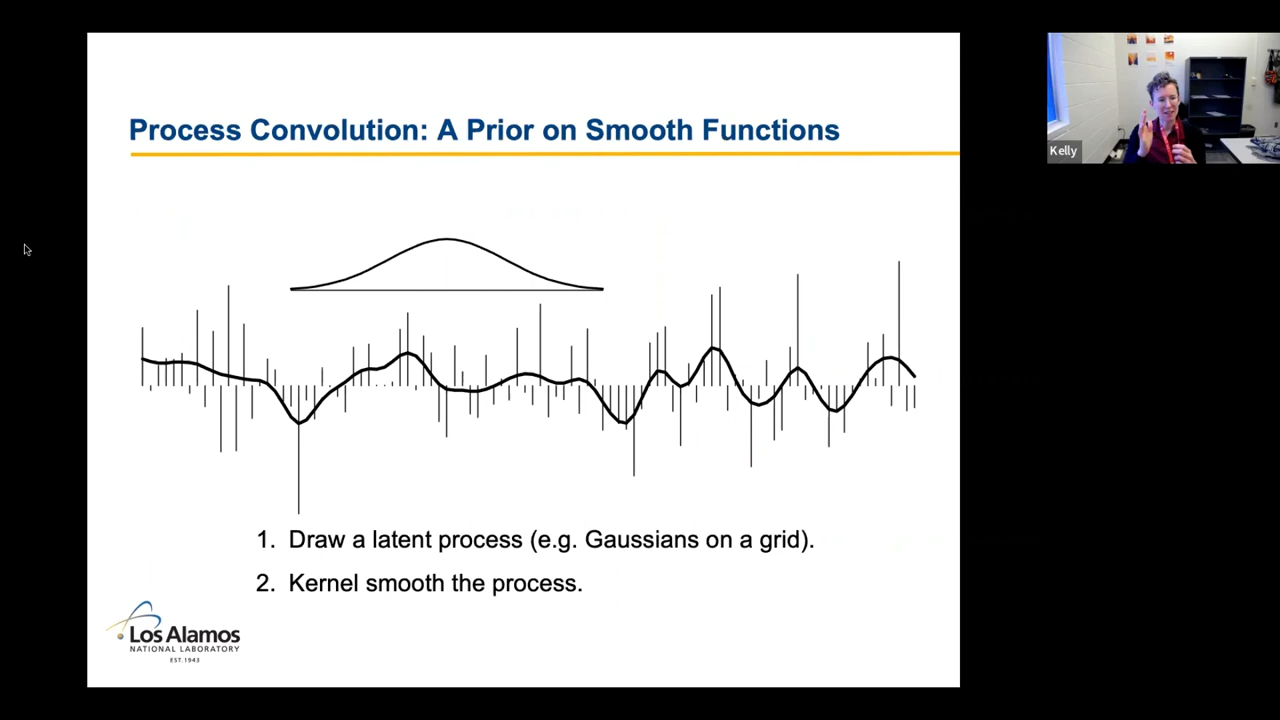 Process Convolution: A Prior on Smooth Functions
Kelly
1. Draw a latent process (e.g. Gaussians on a grid).
2. Kernel smooth the process.
Los Alamos
NATIONAL LABORATORY
EST.1943